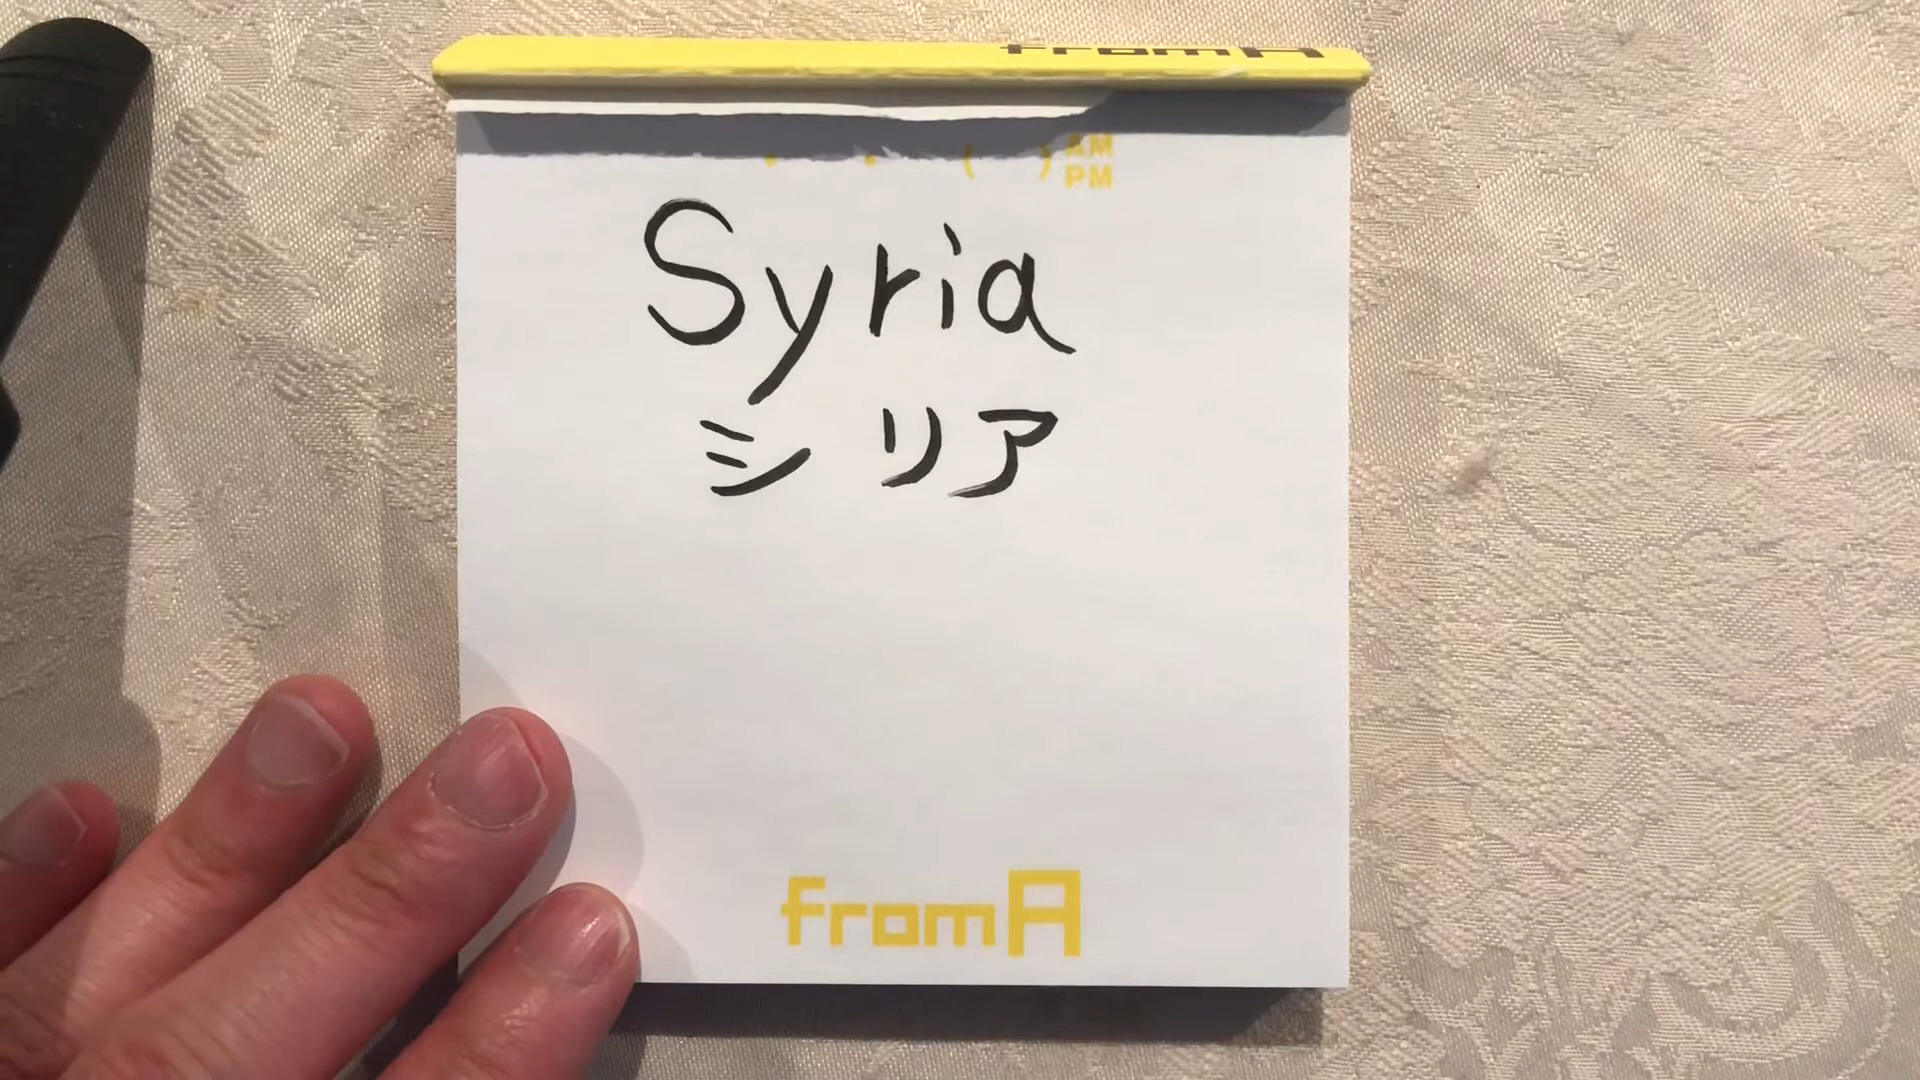 fromA
. . ( ) AM
PM
Syria
シリア
fromA